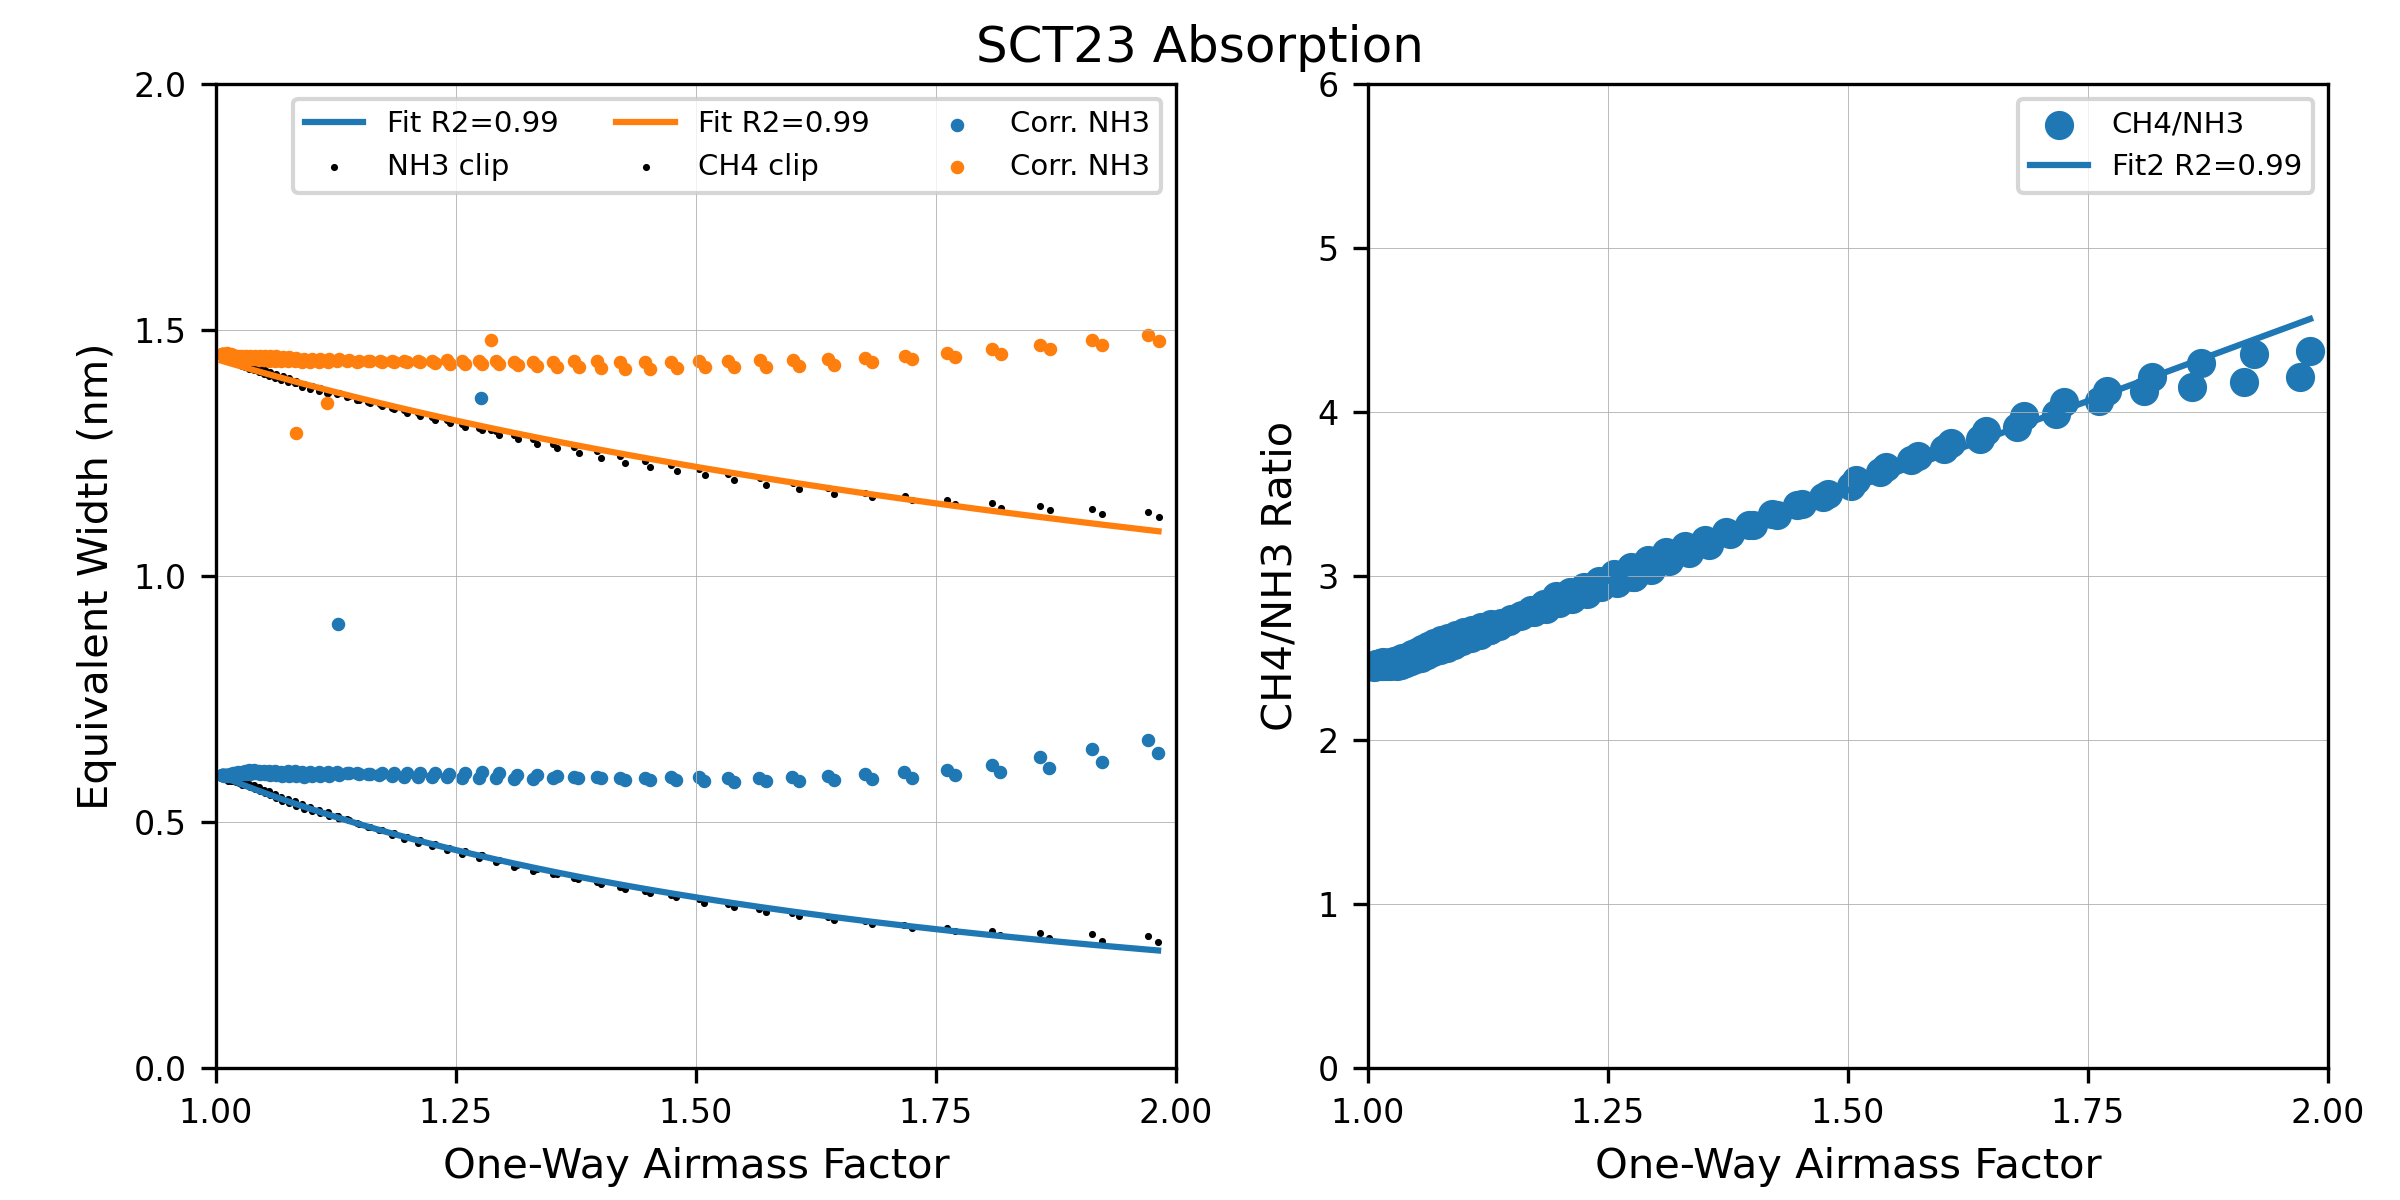 SCT23 Absorption
Fit R2=0.99
NH3 clip
Fit R2=0.99
CH4 clip
Corr. NH3
Corr. NH3
2.0
1.5
1.0
0.5
0.0
Equivalent Width (nm)
1.00 1.25 1.50 1.75 2.00
One-Way Airmass Factor
CH4/NH3
Fit2 R2=0.99
6
5
4
3
2
1
0
CH4/NH3 Ratio
1.00 1.25 1.50 1.75 2.00
One-Way Airmass Factor